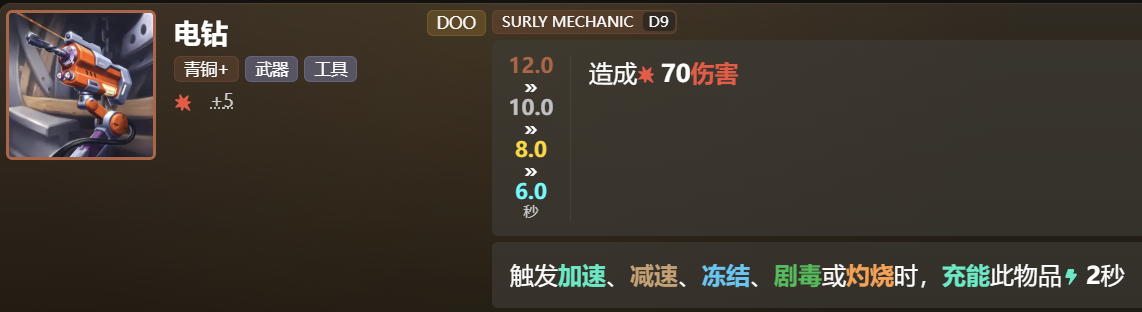 电钻
DOO
青铜+ 武器 工具
+5
SURLY MECHANIC D9
12.0
»
10.0
»
8.0
»
6.0
秒
造成 70伤害
触发加速、减速、冻结、剧毒或灼烧时，充能此物品 2秒